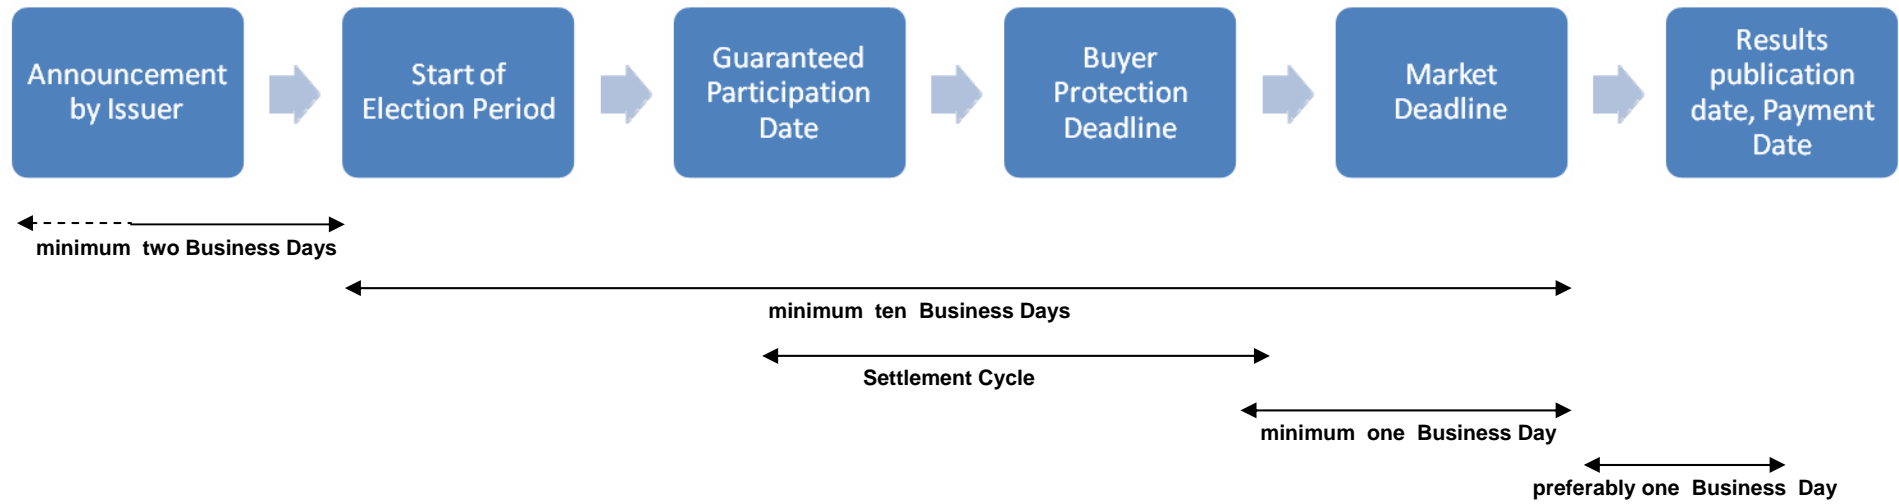 Announcement
by Issuer
Start of
Election Period
Guaranteed
Participation
Date
Buyer
Protection
Deadline
Market
Deadline
Results
publication
date, Payment
Date
minimum two Business Days
minimum ten Business Days
Settlement Cycle
minimum one Business Day
preferably one Business Day